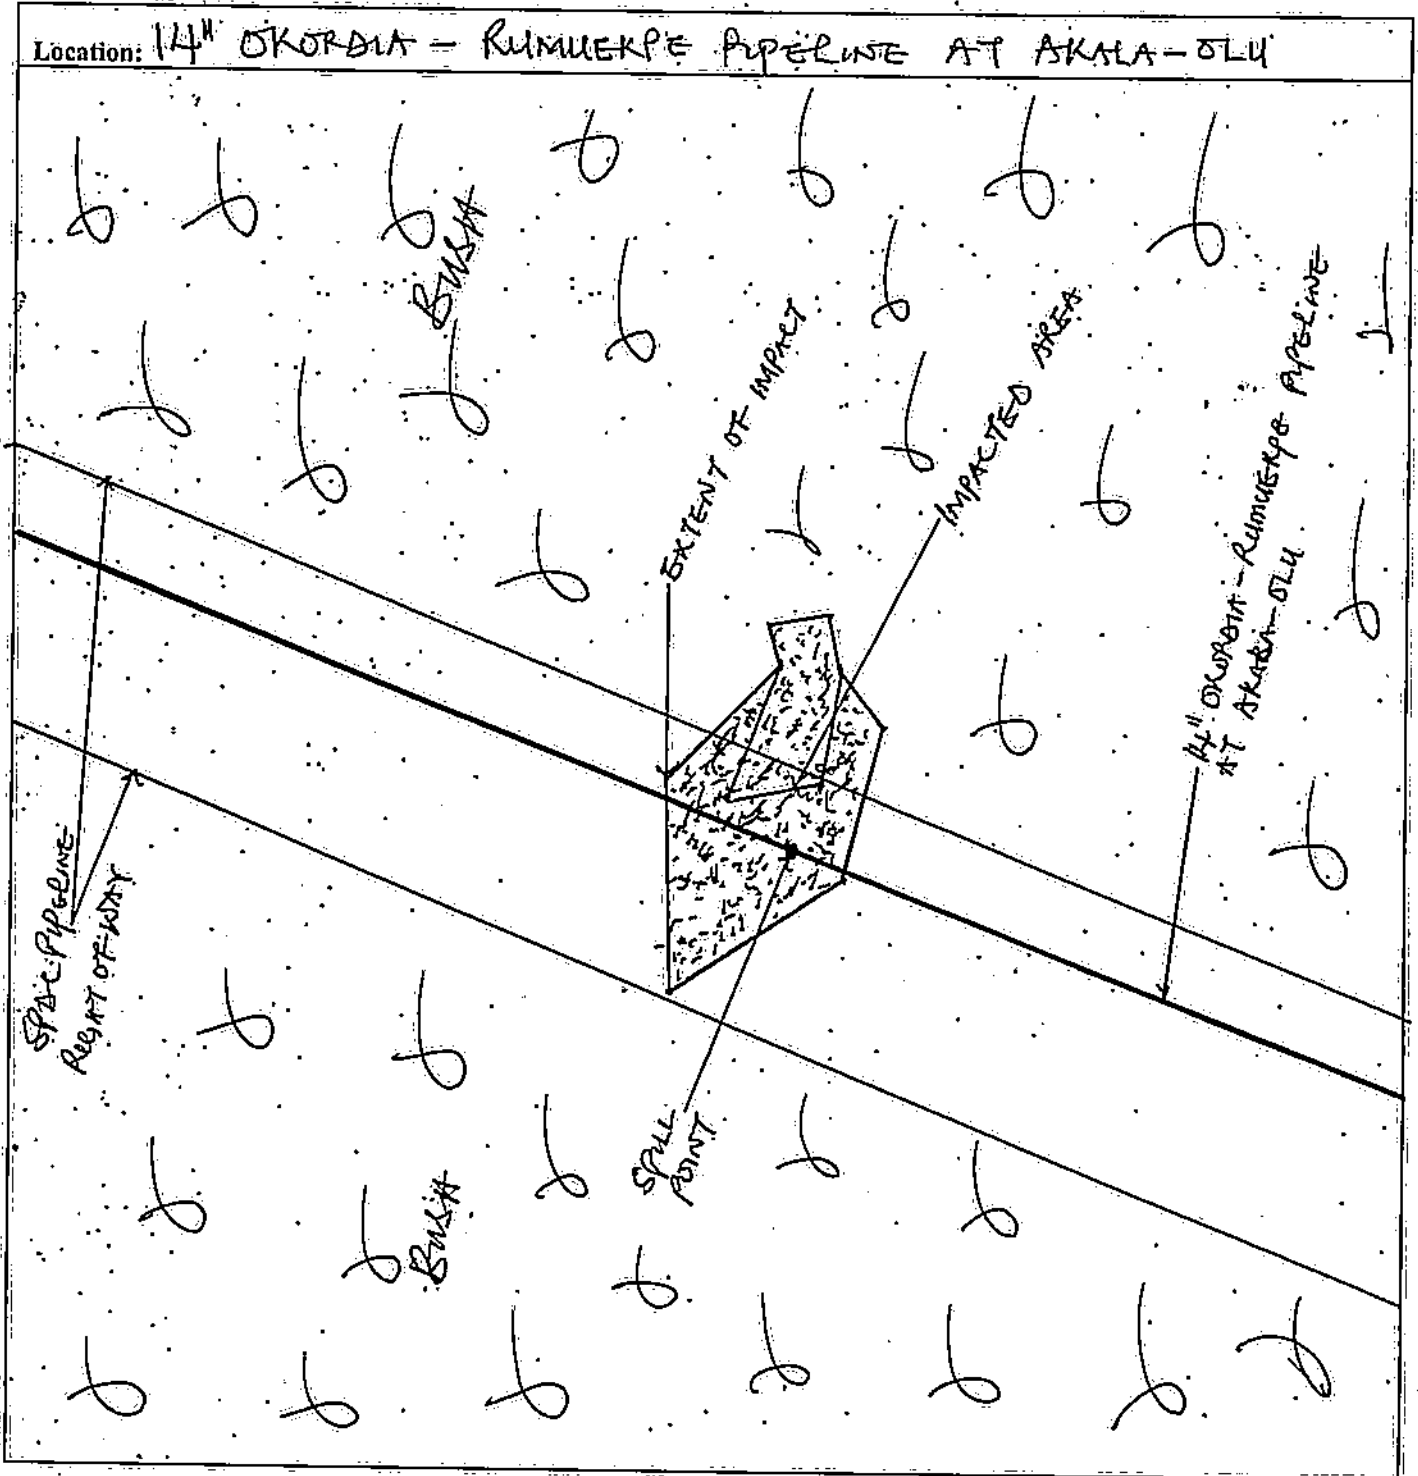 Location: 14" OKORDIA - RUMUEKPE PIPELINE AT AKALA-OLU
BUSH
EXTENT OF IMPACT
IMPACTED AREA
14" OKORDIA - RUMUEKPE PIPELINE
AT AKARA-OLU
SPDC PIPELINE
RIGHT OF WAY
SPILL
POINT
BUSH